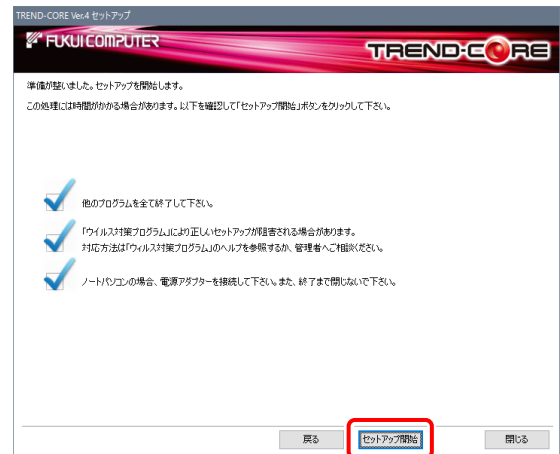 TREND-CORE Ver.4 セットアップ
FUKUI COMPUTER
TREND-CORE
準備が整いました。セットアップを開始します。
この処理には時間がかかる場合があります。以下を確認して「セットアップ開始」ボタンをクリックして下さい。
他のプログラムを全て終了して下さい。
「ウイルス対策プログラム」により正しいセットアップが阻害される場合があります。
対応方法は「ウィルス対策プログラム」のヘルプを参照するか、管理者へご相談ください。
ノートパソコンの場合、電源アダプターを接続して下さい。また、終了まで閉じないで下さい。
戻る
セットアップ開始
閉じる